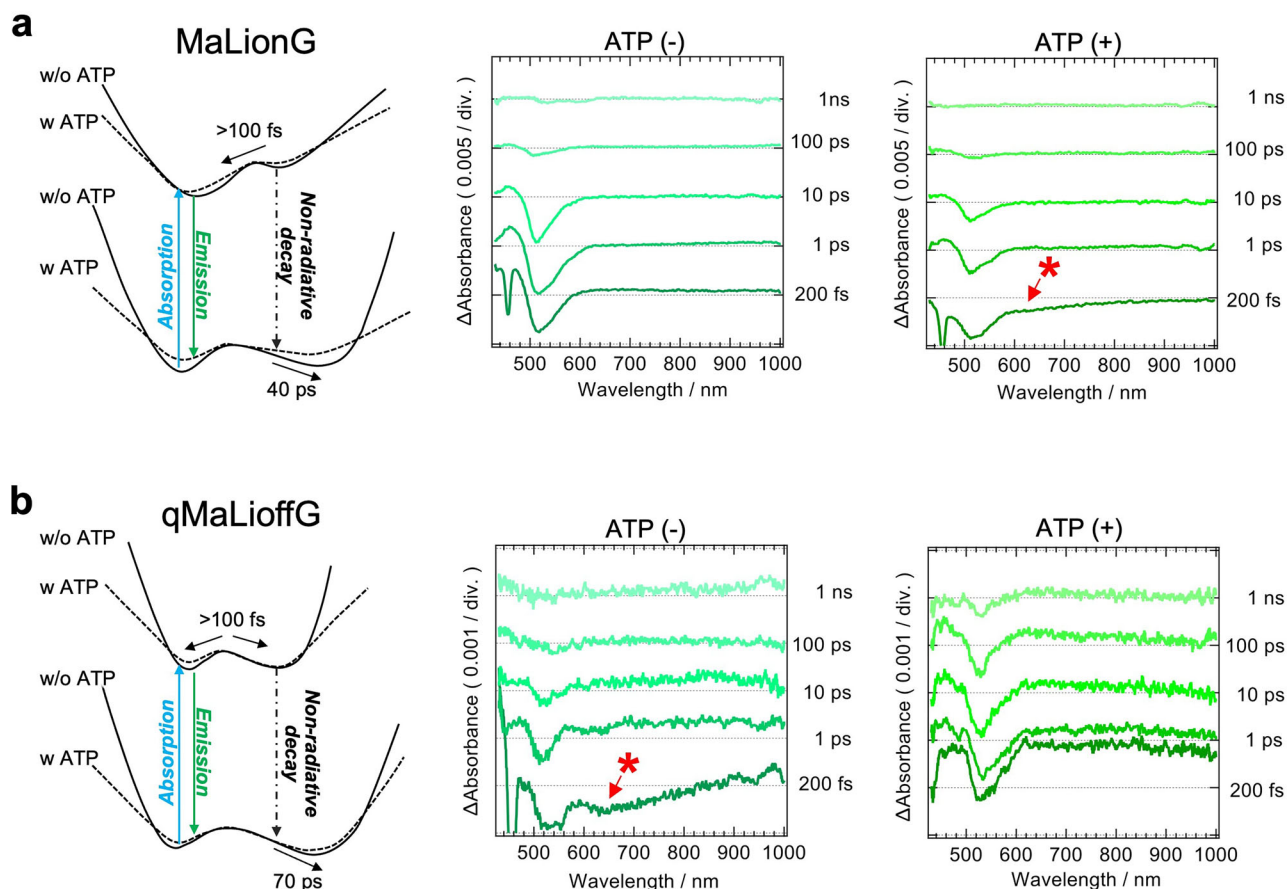 a
MaLionG
w/o ATP
w ATP
>100 fs
w/o ATP
w ATP
Absorption
Emission
Non-radiative
decay
40 ps
ATP (-)
ΔAbsorbance ( 0.005 / div. )
1ns
100 ps
10 ps
1 ps
*
200 fs
500 600 700 800 900 1000
Wavelength / nm
ATP (+)
ΔAbsorbance ( 0.005 / div. )
1 ns
100 ps
10 ps
1 ps
200 fs
500 600 700 800 900 1000
Wavelength / nm
b
qMaLioffG
w/o ATP
w ATP
>100 fs
w/o ATP
w ATP
Absorption
Emission
Non-radiative
decay
70 ps
ATP (-)
ΔAbsorbance ( 0.001 / div. )
1 ns
100 ps
10 ps
1 ps
*
200 fs
500 600 700 800 900 1000
Wavelength / nm
ATP (+)
ΔAbsorbance ( 0.001 / div. )
1 ns
100 ps
10 ps
1 ps
200 fs
500 600 700 800 900 1000
Wavelength / nm